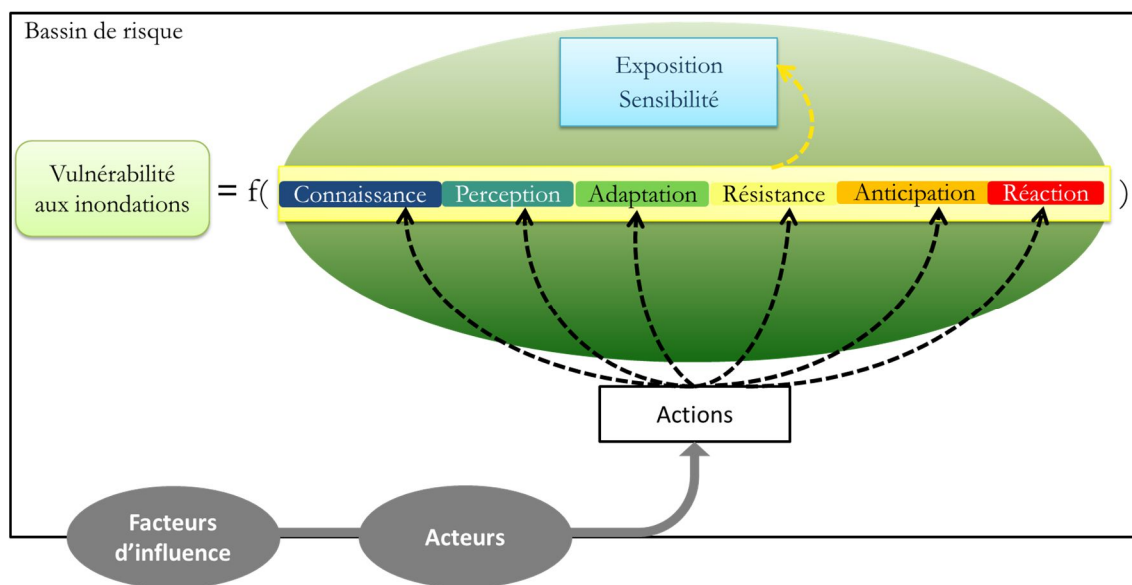 Bassin de risque
Exposition
Sensibilité
Vulnérabilité
aux inondations
= f( Connaissance Perception Adaptation Résistance Anticipation Réaction )
Actions
Facteurs
d’influence
Acteurs